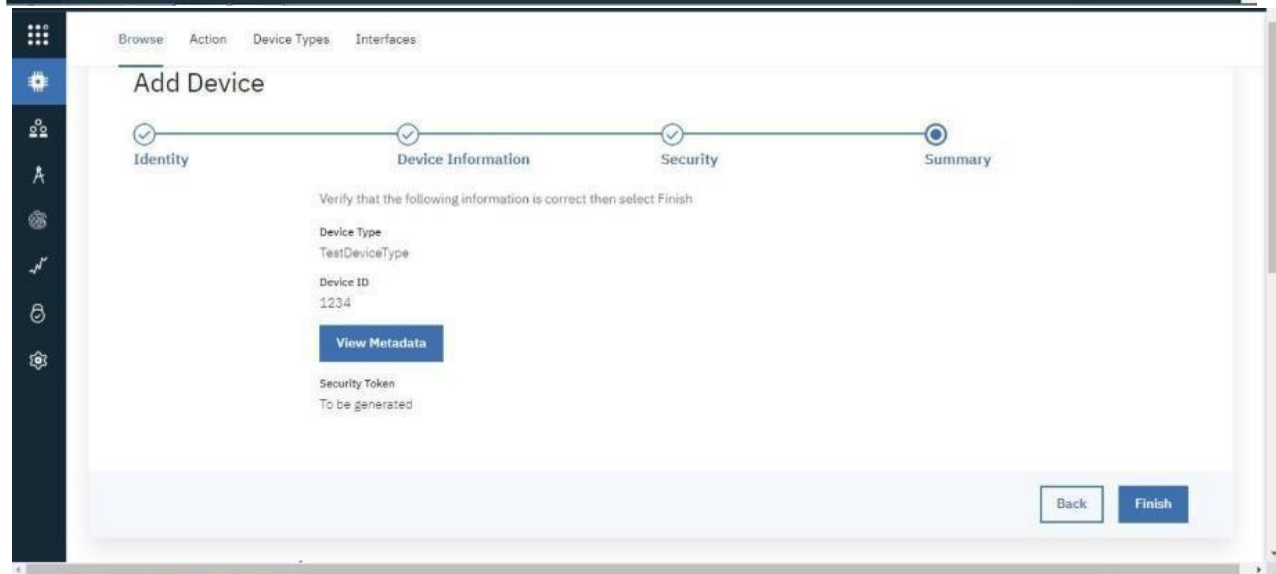 Browse Action Device Types Interfaces
Add Device
Identity Device Information Security Summary
Verify that the following information is correct then select Finish
Device Type
TestDeviceType
Device ID
1234
View Metadata
Security Token
To be generated
Back Finish